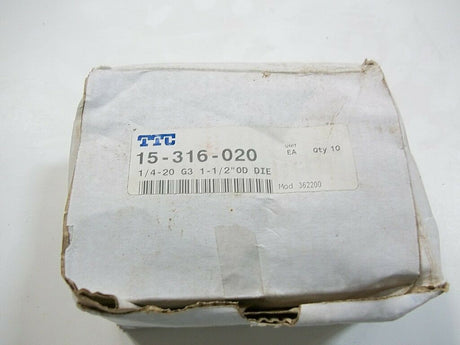 TTC
15-316-020
Unit EA Qty 10
1/4-20 G3 1-1/2"OD DIE
Mod 362200